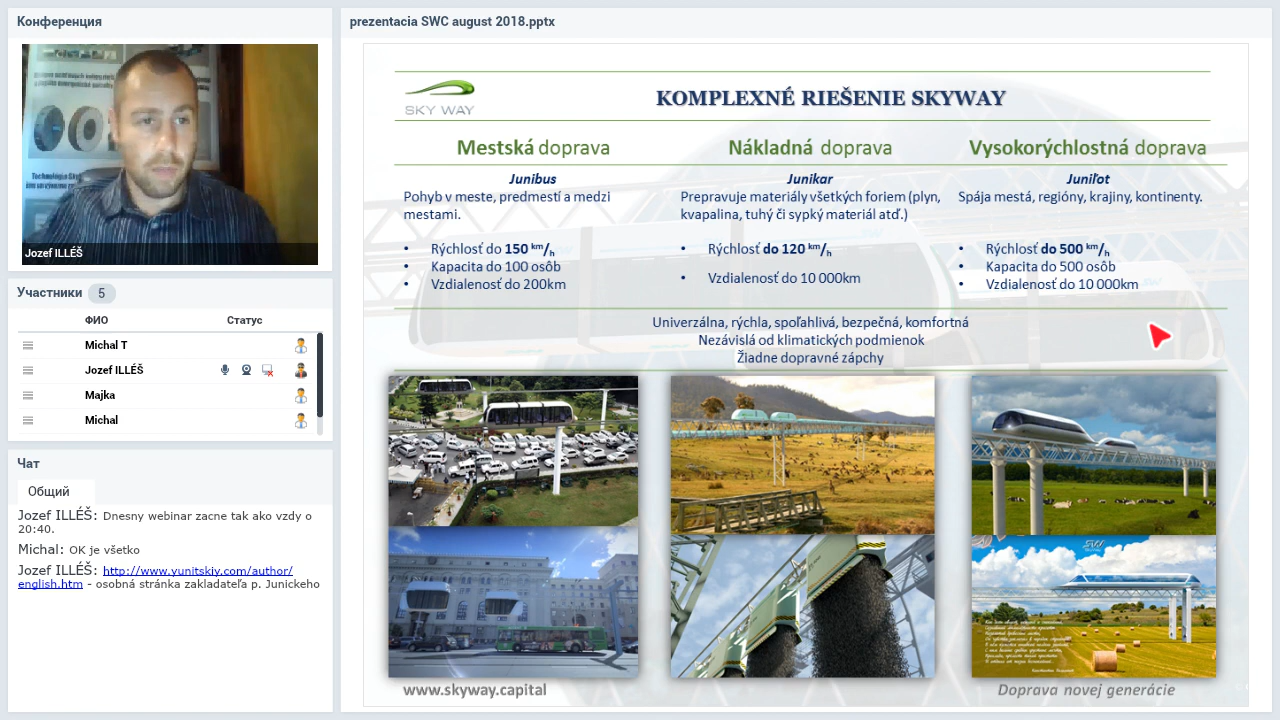 Конференция
Jozef ILLÉŠ
Участники 5
ФИО Статус
Michal T
Jozef ILLÉŠ
Majka
Michal
Чат
Общий
Jozef ILLÉŠ: Dnesny webinar zacne tak ako vzdy o
20:40.
Michal: OK je všetko
Jozef ILLÉŠ: http://www.yunitskiy.com/author/
english.htm - osobná stránka zakladateľa p. Junickeho
prezentacia SWC august 2018.pptx
SKY WAY
KOMPLEXNÉ RIEŠENIE SKYWAY
Mestská doprava
Junibus
Pohyb v meste, predmestí a medzi
mestami.
• Rýchlosť do 150 km/h
• Kapacita do 100 osôb
• Vzdialenosť do 200km
Nákladná doprava
Junikar
Prepravuje materiály všetkých foriem (plyn,
kvapalina, tuhý či sypký materiál atď.)
• Rýchlosť do 120 km/h
• Vzdialenosť do 10 000km
Vysokorýchlostná doprava
Juniľot
Spája mestá, regióny, krajiny, kontinenty.
• Rýchlosť do 500 km/h
• Kapacita do 500 osôb
• Vzdialenosť do 10 000km
Univerzálna, rýchla, spoľahlivá, bezpečná, komfortná
Nezávislá od klimatických podmienok
Žiadne dopravné zápchy
www.skyway.capital
Doprava novej generácie